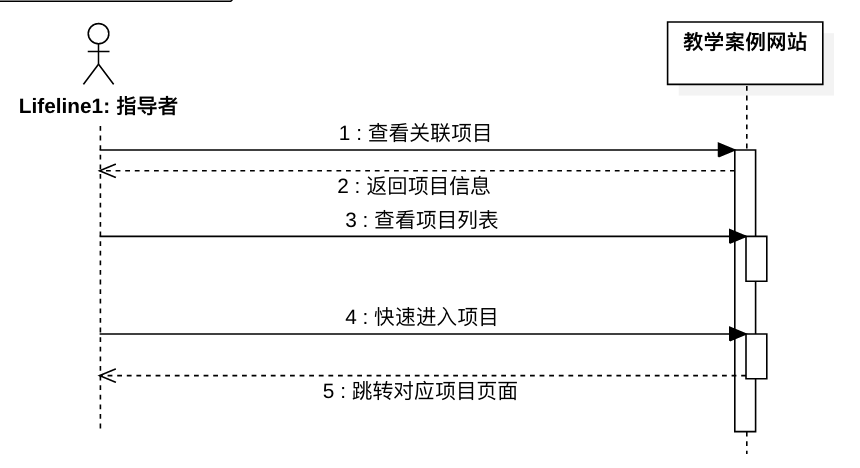 教学案例网站
Lifeline1: 指导者
1 : 查看关联项目
2 : 返回项目信息
3 : 查看项目列表
4 : 快速进入项目
5 : 跳转对应项目页面